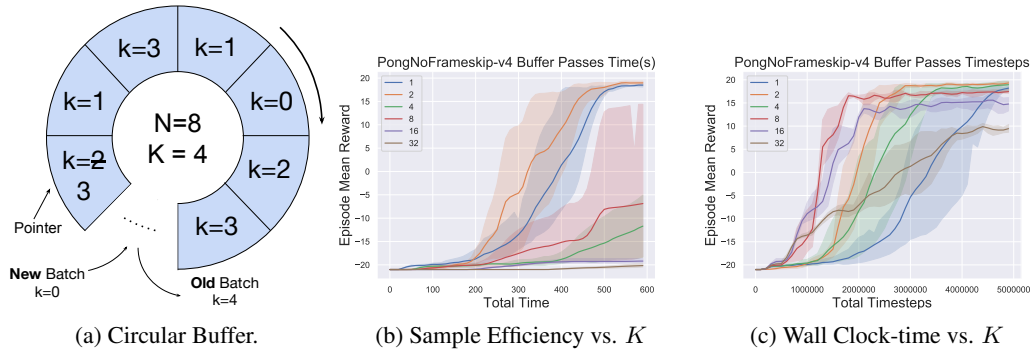 k=3
k=1
k=1
k=0
N=8
K = 4
k=2
3
k=2
k=3
Pointer
New Batch
k=0
Old Batch
k=4
(a) Circular Buffer.
PongNoFrameskip-v4 Buffer Passes Time(s)
1
2
4
8
16
32
20
15
10
5
0
−5
−10
−15
−20
Episode Mean Reward
0
100
200
300
400
500
600
Total Time
(b) Sample Efficiency vs. K
PongNoFrameskip-v4 Buffer Passes Timesteps
1
2
4
8
16
32
20
15
10
5
0
−5
−10
−15
−20
Episode Mean Reward
0
1000000
2000000
3000000
4000000
5000000
Total Timesteps
(c) Wall Clock-time vs. K